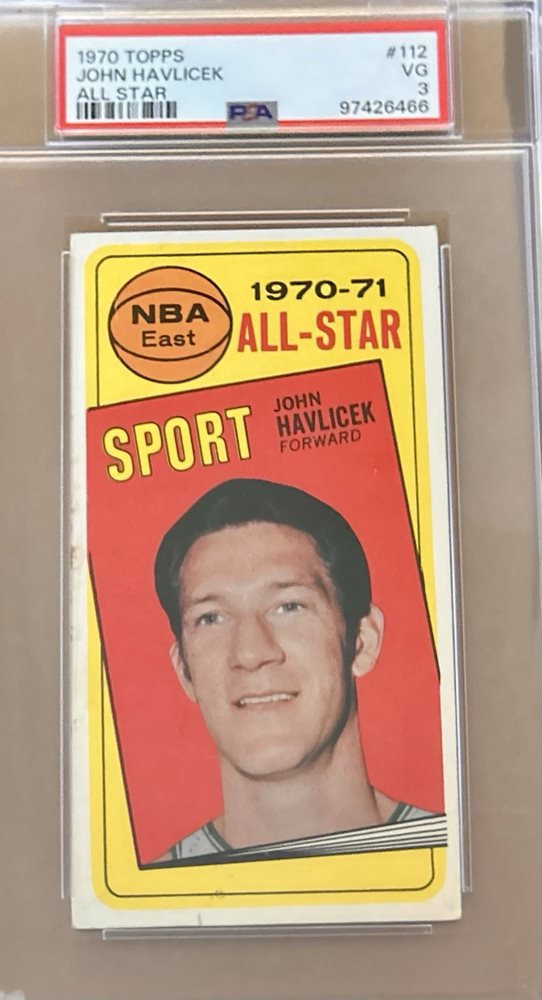 1970 TOPPS #112
JOHN HAVLICEK VG
ALL STAR 3
PSA 97426466
NBA
East
1970-71
ALL-STAR
SPORT
JOHN
HAVLICEK
FORWARD